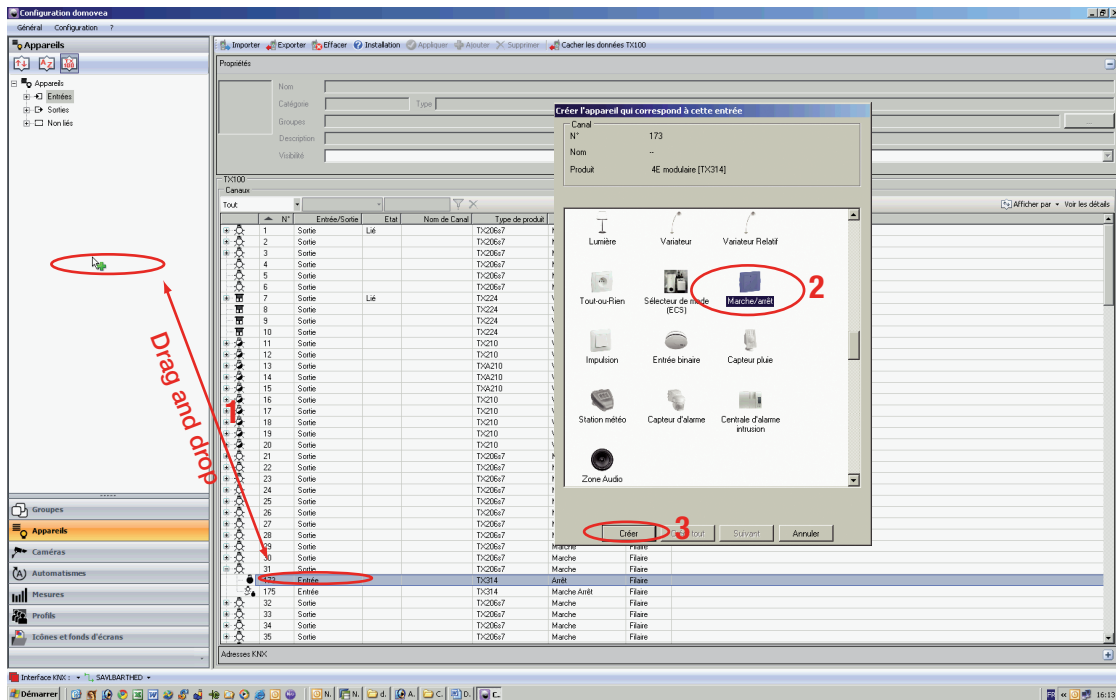 Configuration domovea
Général Configuration ?
Appareils
Importer Exporter Effacer Installation Appliquer Ajouter Supprimer Cacher les données TX100
Appareils
Entrées
Sorties
Non liés
Propriétés
Nom
Catégorie Type
Groupes
Description
Visibilité
...
TX100
Canaux
Tout
Afficher par Voir les détails
N° Entrée/Sortie Etat Nom de Canal Type de produit
1 Sortie Lié TX206s7
2 Sortie TX206s7
3 Sortie TX206s7
4 Sortie TX206s7
5 Sortie TX206s7
6 Sortie TX206s7
7 Sortie Lié TX224
8 Sortie TX224
9 Sortie TX224
10 Sortie TX224
11 Sortie TX210
12 Sortie TX210
13 Sortie TXA210
14 Sortie TXA210
15 Sortie TXA210
16 Sortie TX210
17 Sortie TX210
18 Sortie TX210
19 Sortie TX210
20 Sortie TX210
21 Sortie TX206s7
22 Sortie TX206s7
23 Sortie TX206s7
24 Sortie TX206s7
25 Sortie TX206s7
26 Sortie TX206s7
27 Sortie TX206s7
28 Sortie TX206s7
29 Sortie TX206s7 Marche Filaire
30 Sortie TX206s7 Marche Filaire
31 Sortie TX206s7 Marche Filaire
173 Entrée TX314 Arrêt Filaire
175 Entrée TX314 Marche Arrêt Filaire
32 Sortie TX206s7 Marche Filaire
33 Sortie TX206s7 Marche Filaire
34 Sortie TX206s7 Marche Filaire
35 Sortie TX206s7 Marche Filaire
Adresses KNX
Créer l'appareil qui correspond à cette entrée
Canal
N° 173
Nom --
Produit 4E modulaire [TX314]
Lumière Variateur Variateur Relatif
Tout-ou-Rien Sélecteur de mode (ECS) Marche/arrêt
Impulsion Entrée binaire Capteur pluie
Station météo Capteur d'alarme Centrale d'alarme intrusion
Zone Audio
Créer tout Suivant Annuler
1
2
3
Drag and drop
Groupes
Appareils
Caméras
Automatismes
Mesures
Profils
Icônes et fonds d'écrans
Interface KNX : SAVLBARTHED
Démarrer N. N. d. A. C. D. C. FR 16:13